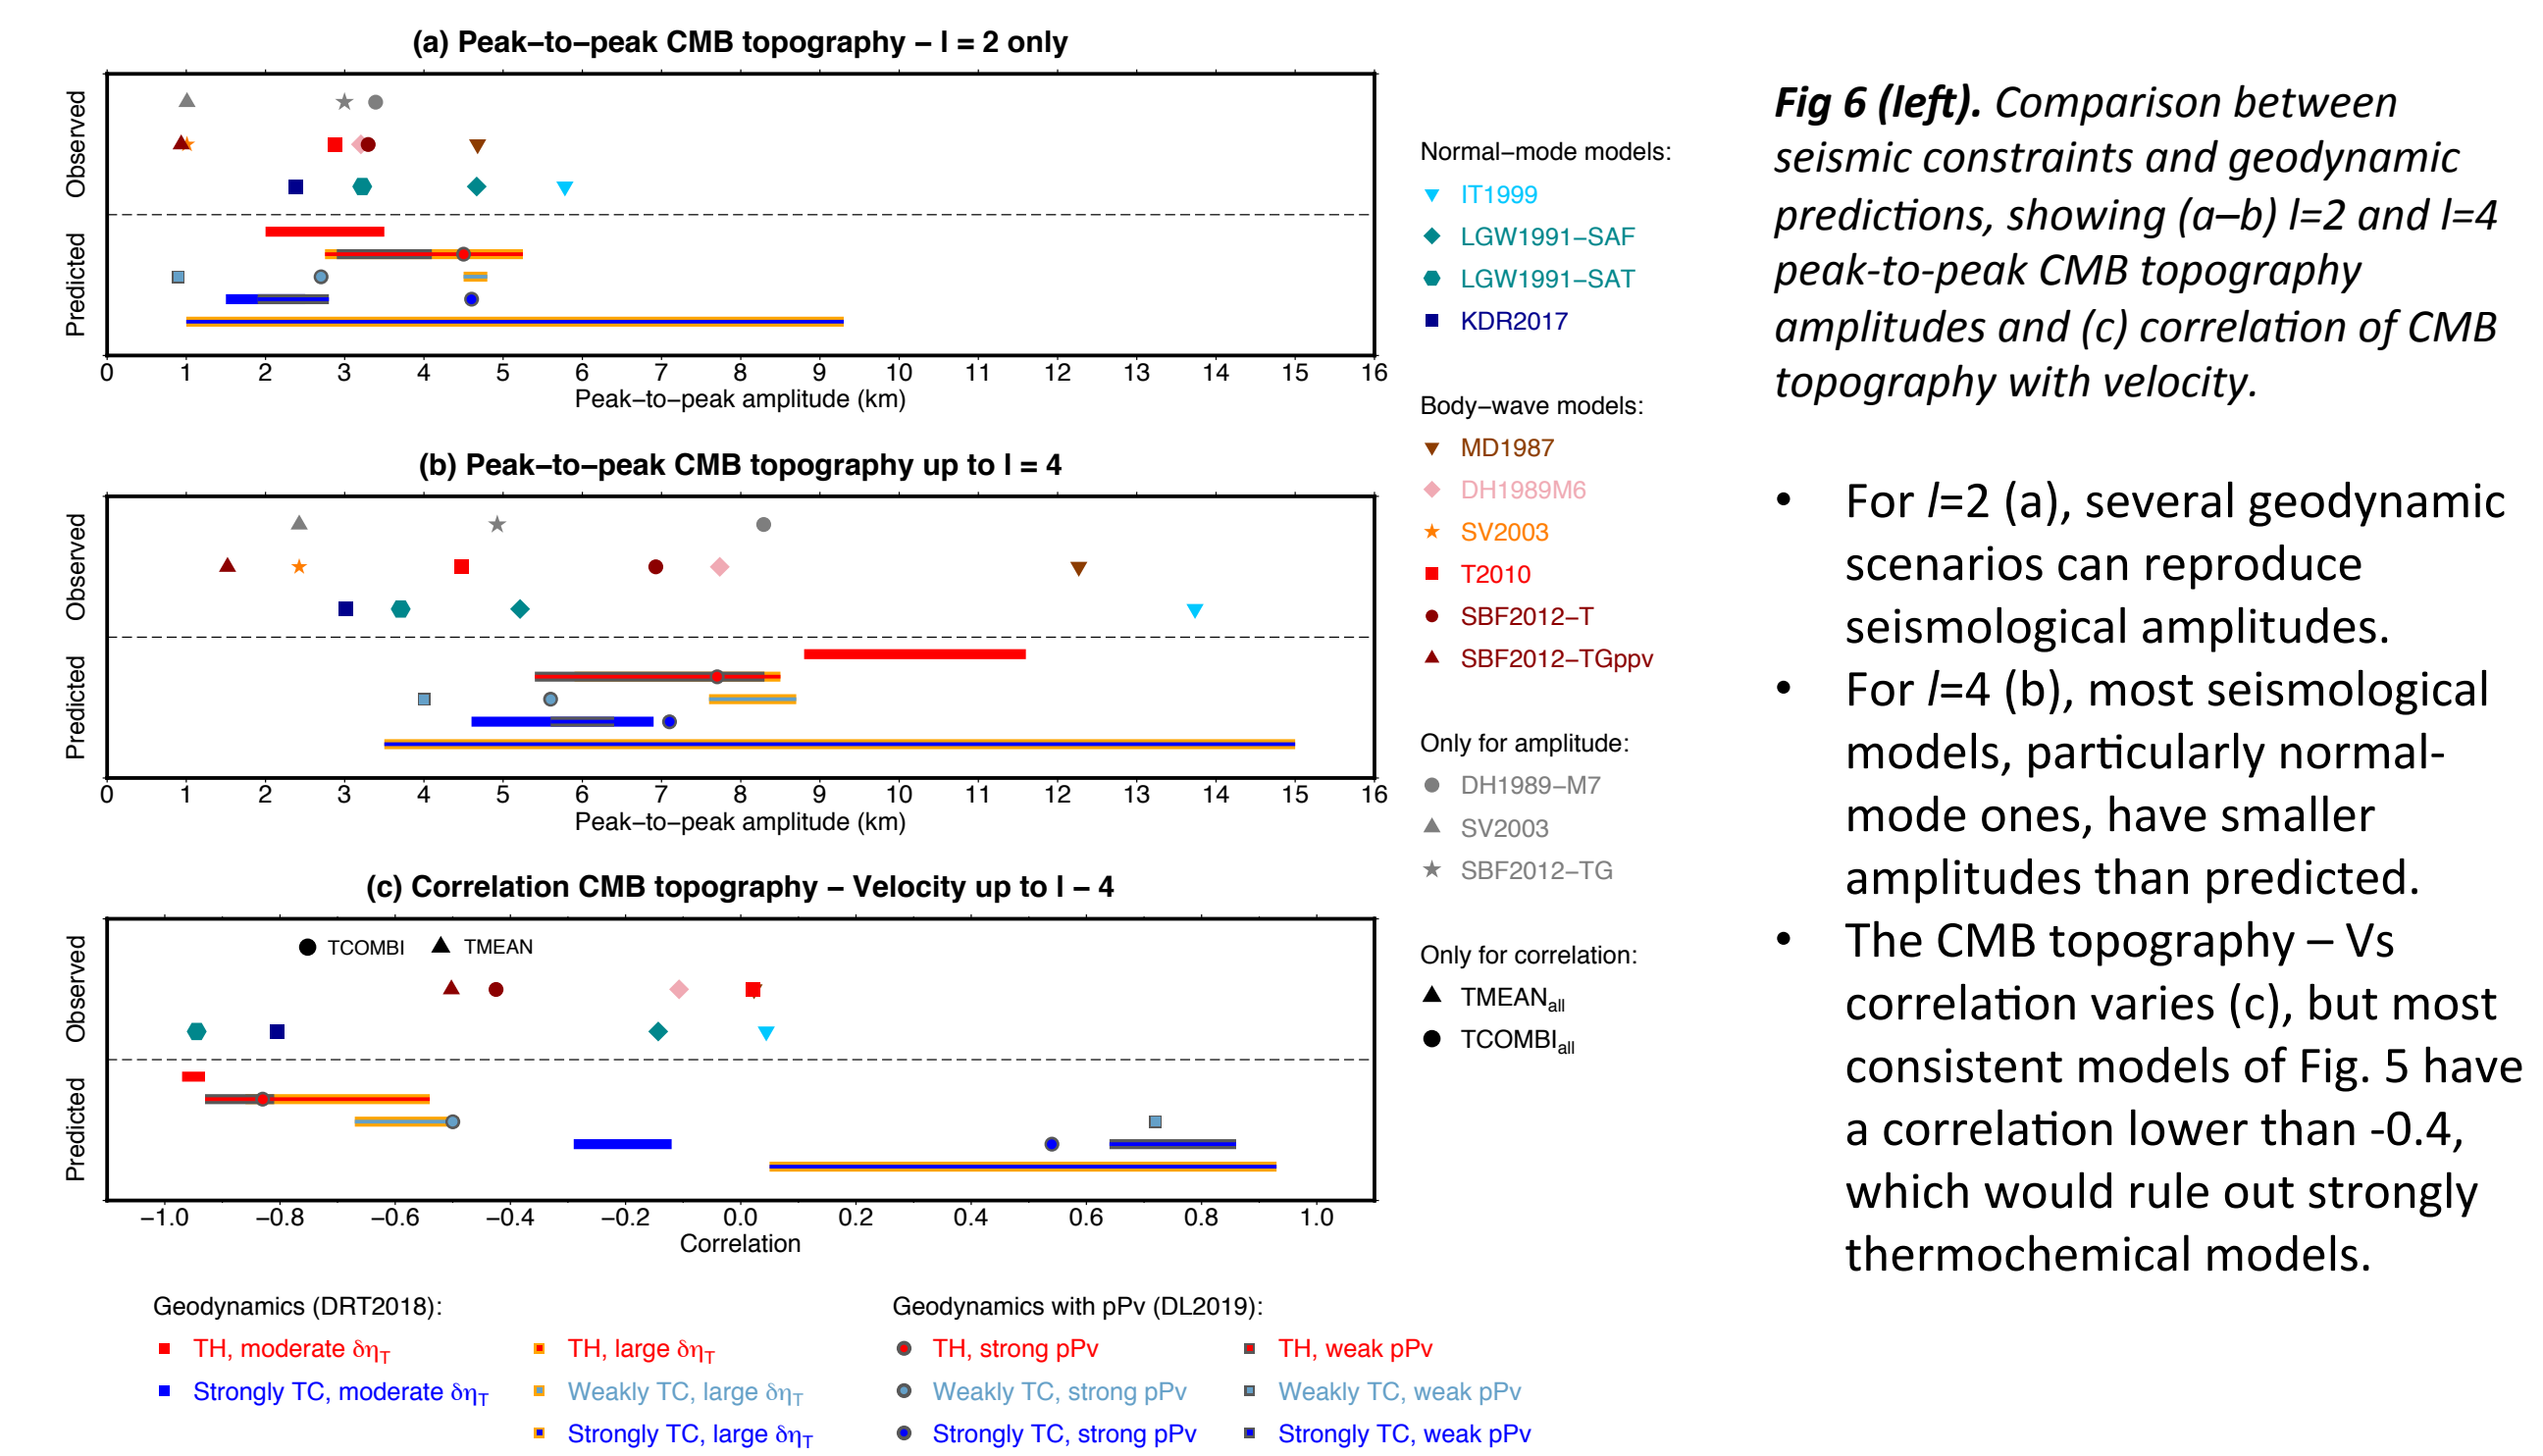 (a) Peak–to–peak CMB topography – l = 2 only
Observed
Predicted
0 1 2 3 4 5 6 7 8 9 10 11 12 13 14 15 16
Peak–to–peak amplitude (km)
(b) Peak–to–peak CMB topography up to l = 4
Observed
Predicted
0 1 2 3 4 5 6 7 8 9 10 11 12 13 14 15 16
Peak–to–peak amplitude (km)
(c) Correlation CMB topography – Velocity up to l – 4
TCOMBI TMEAN
Observed
Predicted
−1.0 −0.8 −0.6 −0.4 −0.2 0.0 0.2 0.4 0.6 0.8 1.0
Correlation
Normal–mode models:
IT1999
LGW1991–SAF
LGW1991–SAT
KDR2017
Body–wave models:
MD1987
DH1989M6
SV2003
T2010
SBF2012–T
SBF2012–TGppv
Only for amplitude:
DH1989–M7
SV2003
SBF2012–TG
Only for correlation:
TMEANall
TCOMBIall
Geodynamics (DRT2018):
TH, moderate δηT
TH, large δηT
Strongly TC, moderate δηT
Weakly TC, large δηT
Strongly TC, large δηT
Geodynamics with pPv (DL2019):
TH, strong pPv
TH, weak pPv
Weakly TC, strong pPv
Weakly TC, weak pPv
Strongly TC, strong pPv
Strongly TC, weak pPv
Fig 6 (left). Comparison between
seismic constraints and geodynamic
predictions, showing (a–b) l=2 and l=4
peak-to-peak CMB topography
amplitudes and (c) correlation of CMB
topography with velocity.
• For l=2 (a), several geodynamic
scenarios can reproduce
seismological amplitudes.
• For l=4 (b), most seismological
models, particularly normal-
mode ones, have smaller
amplitudes than predicted.
• The CMB topography – Vs
correlation varies (c), but most
consistent models of Fig. 5 have
a correlation lower than -0.4,
which would rule out strongly
thermochemical models.